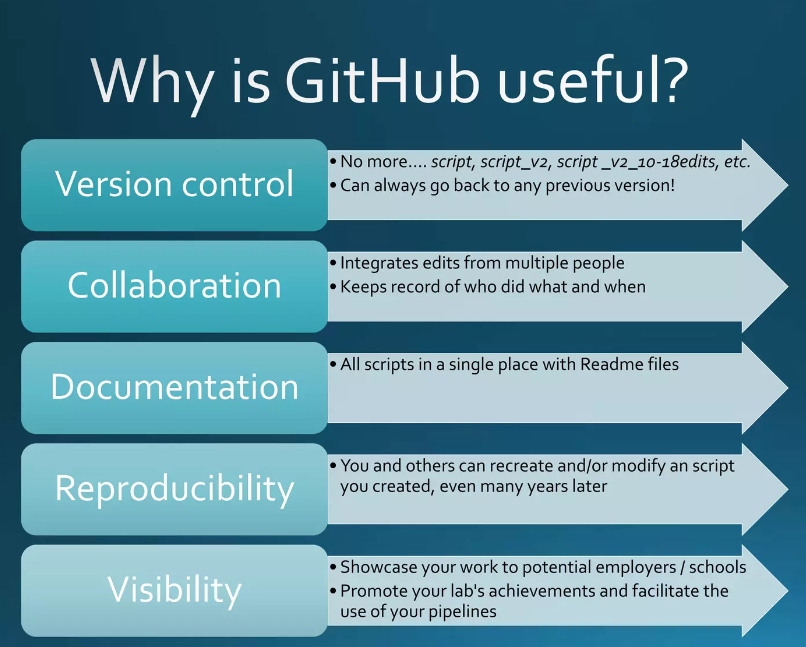 Why is GitHub useful?
Version control
• No more.... script, script_v2, script _v2_10-18edits, etc.
• Can always go back to any previous version!
Collaboration
• Integrates edits from multiple people
• Keeps record of who did what and when
Documentation
• All scripts in a single place with Readme files
Reproducibility
• You and others can recreate and/or modify an script
you created, even many years later
Visibility
• Showcase your work to potential employers / schools
• Promote your lab's achievements and facilitate the
use of your pipelines